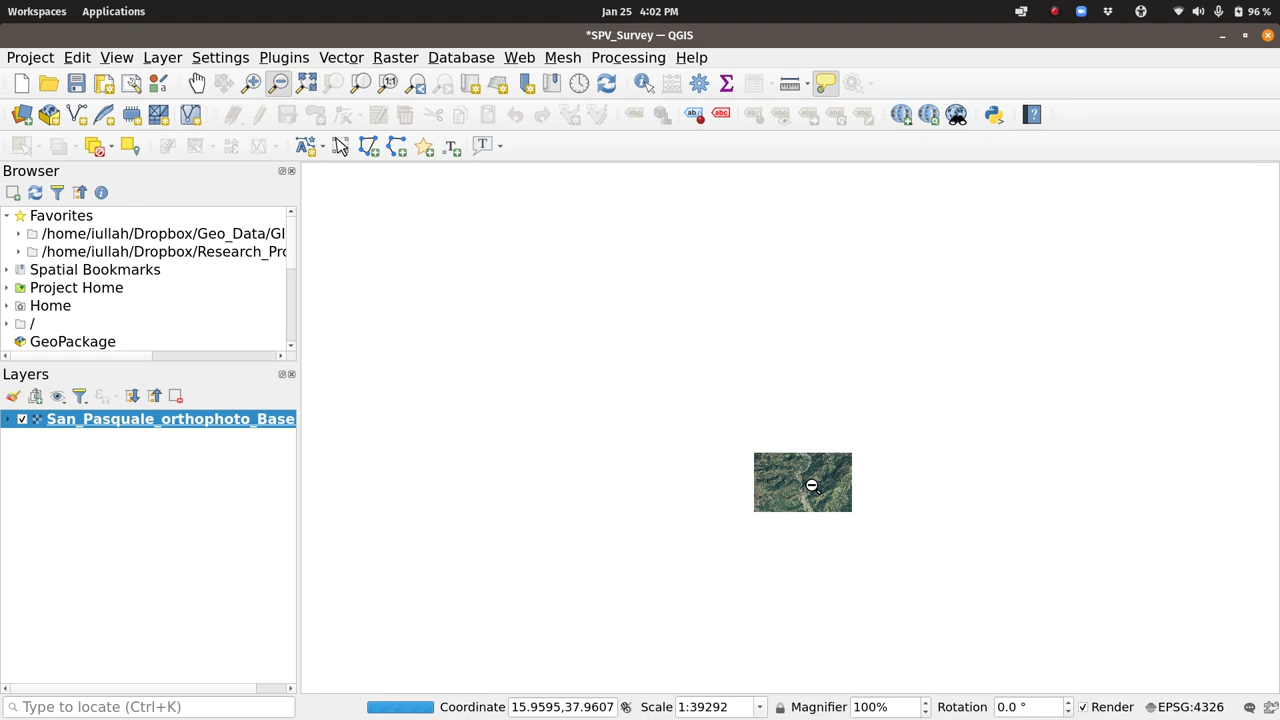 Workspaces Applications Jan 25 4:02 PM 96 %
*SPV_Survey — QGIS
Project Edit View Layer Settings Plugins Vector Raster Database Web Mesh Processing Help
Browser
Favorites
/home/iullah/Dropbox/Geo_Data/GI
/home/iullah/Dropbox/Research_Pro
Spatial Bookmarks
Project Home
Home
/
GeoPackage
Layers
San_Pasquale_orthophoto_Base
Type to locate (Ctrl+K) Coordinate 15.9595,37.9607 Scale 1:39292 Magnifier 100% Rotation 0.0 ° Render EPSG:4326